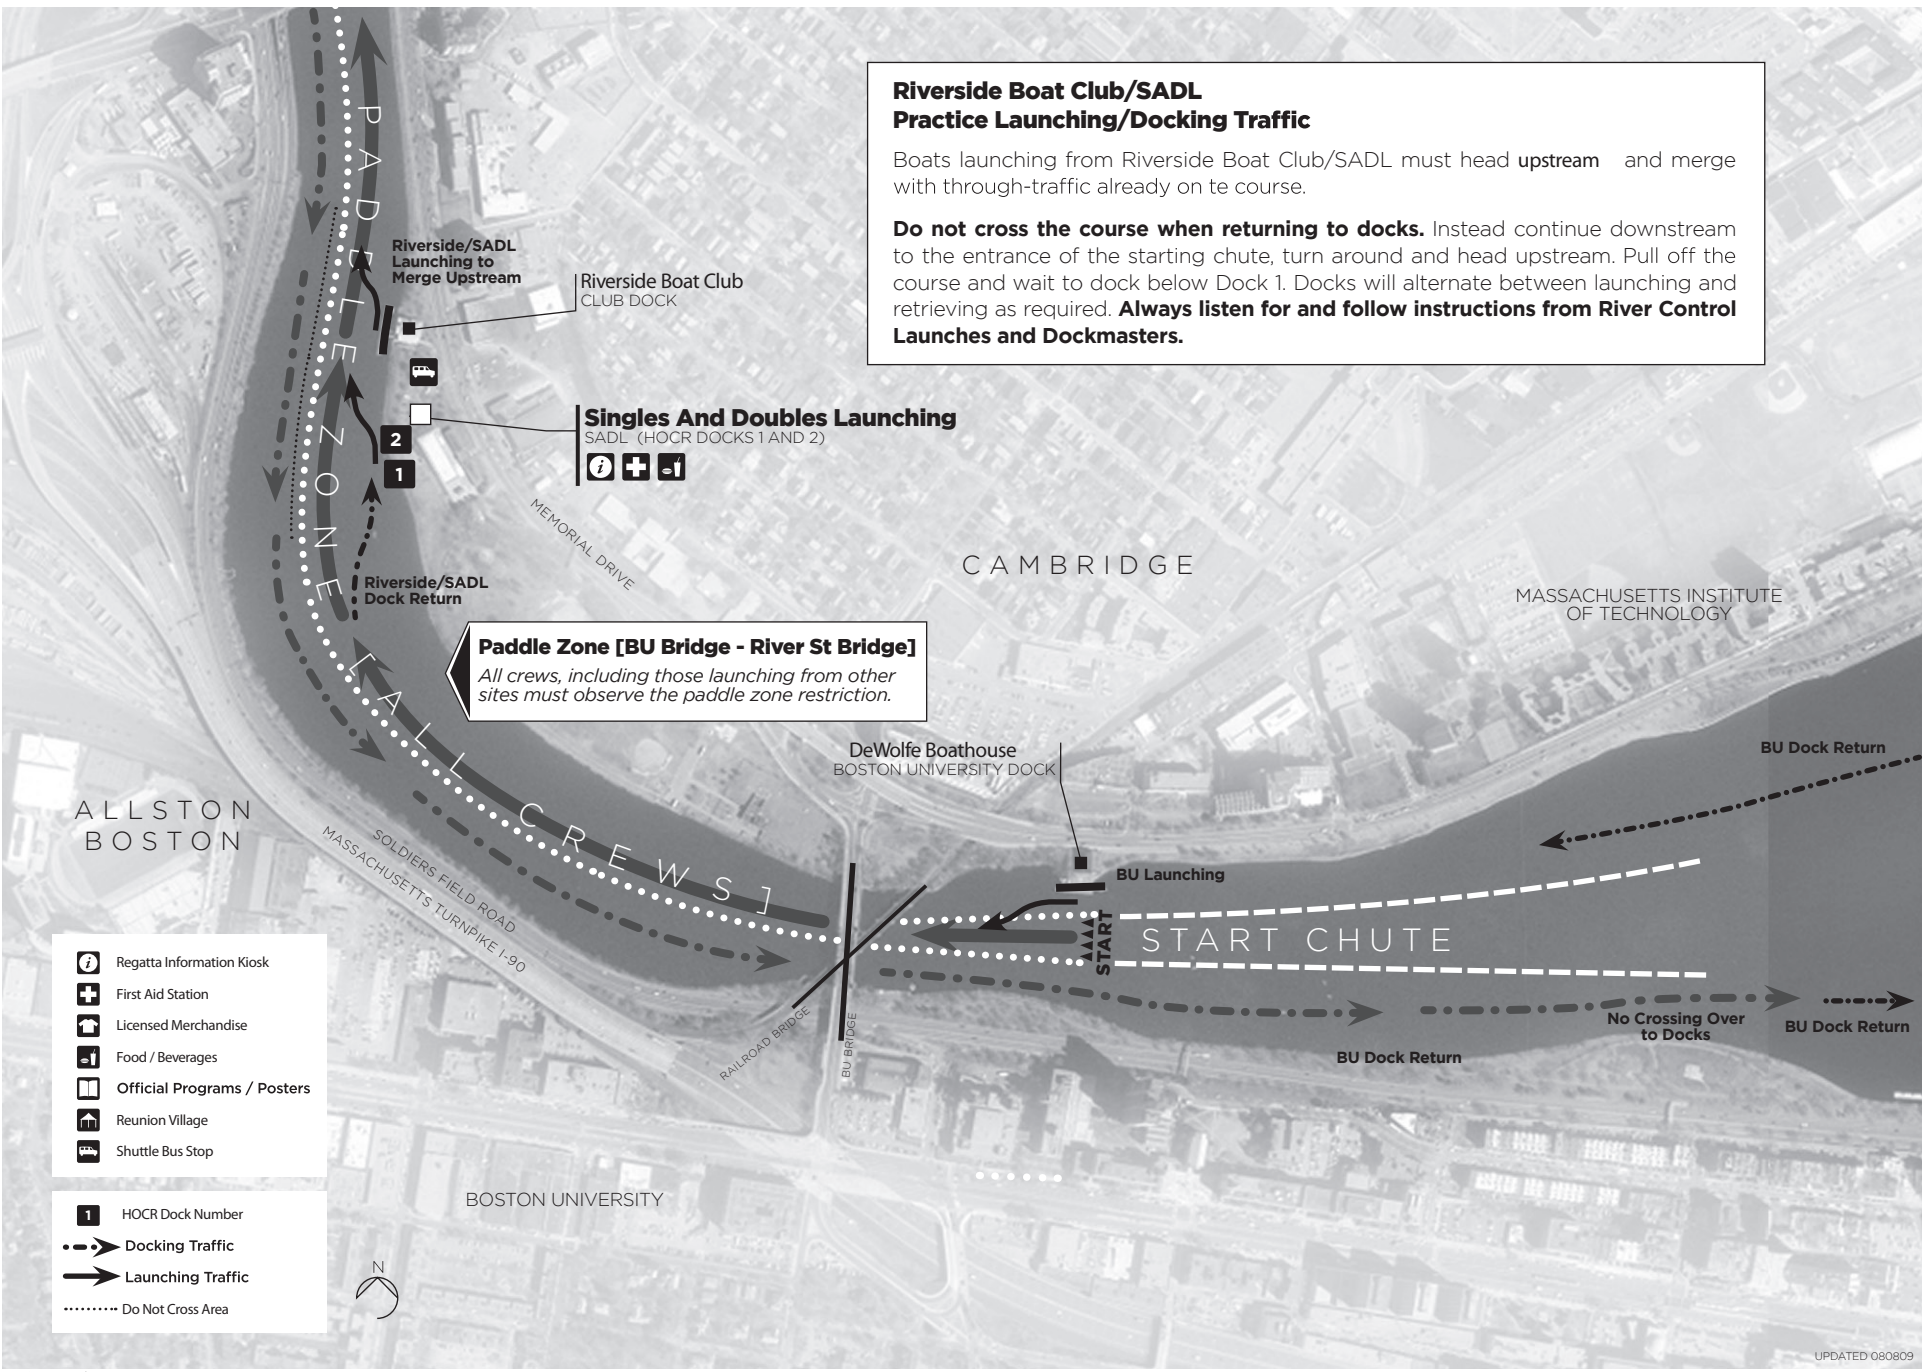 Riverside Boat Club/SADL
Practice Launching/Docking Traffic
Boats launching from Riverside Boat Club/SADL must head upstream and merge
with through-traffic already on te course.
Do not cross the course when returning to docks. Instead continue downstream
to the entrance of the starting chute, turn around and head upstream. Pull off the
course and wait to dock below Dock 1. Docks will alternate between launching and
retrieving as required. Always listen for and follow instructions from River Control
Launches and Dockmasters.
PADDLE ZONE
[ALL CREWS]
Riverside/SADL
Launching to
Merge Upstream
Riverside Boat Club
CLUB DOCK
Singles And Doubles Launching
SADL (HOCR DOCKS 1 AND 2)
2
1
MEMORIAL DRIVE
CAMBRIDGE
Riverside/SADL
Dock Return
MASSACHUSETTS INSTITUTE
OF TECHNOLOGY
Paddle Zone [BU Bridge - River St Bridge]
All crews, including those launching from other
sites must observe the paddle zone restriction.
DeWolfe Boathouse
BOSTON UNIVERSITY DOCK
BU Dock Return
ALLSTON
BOSTON
SOLDIERS FIELD ROAD
MASSACHUSETTS TURNPIKE I-90
BU Launching
START
START CHUTE
No Crossing Over
to Docks
BU Dock Return
BU Dock Return
RAILROAD BRIDGE
BU BRIDGE
Regatta Information Kiosk
First Aid Station
Licensed Merchandise
Food / Beverages
Official Programs / Posters
Reunion Village
Shuttle Bus Stop
1 HOCR Dock Number
Docking Traffic
Launching Traffic
Do Not Cross Area
BOSTON UNIVERSITY
N
UPDATED 080809